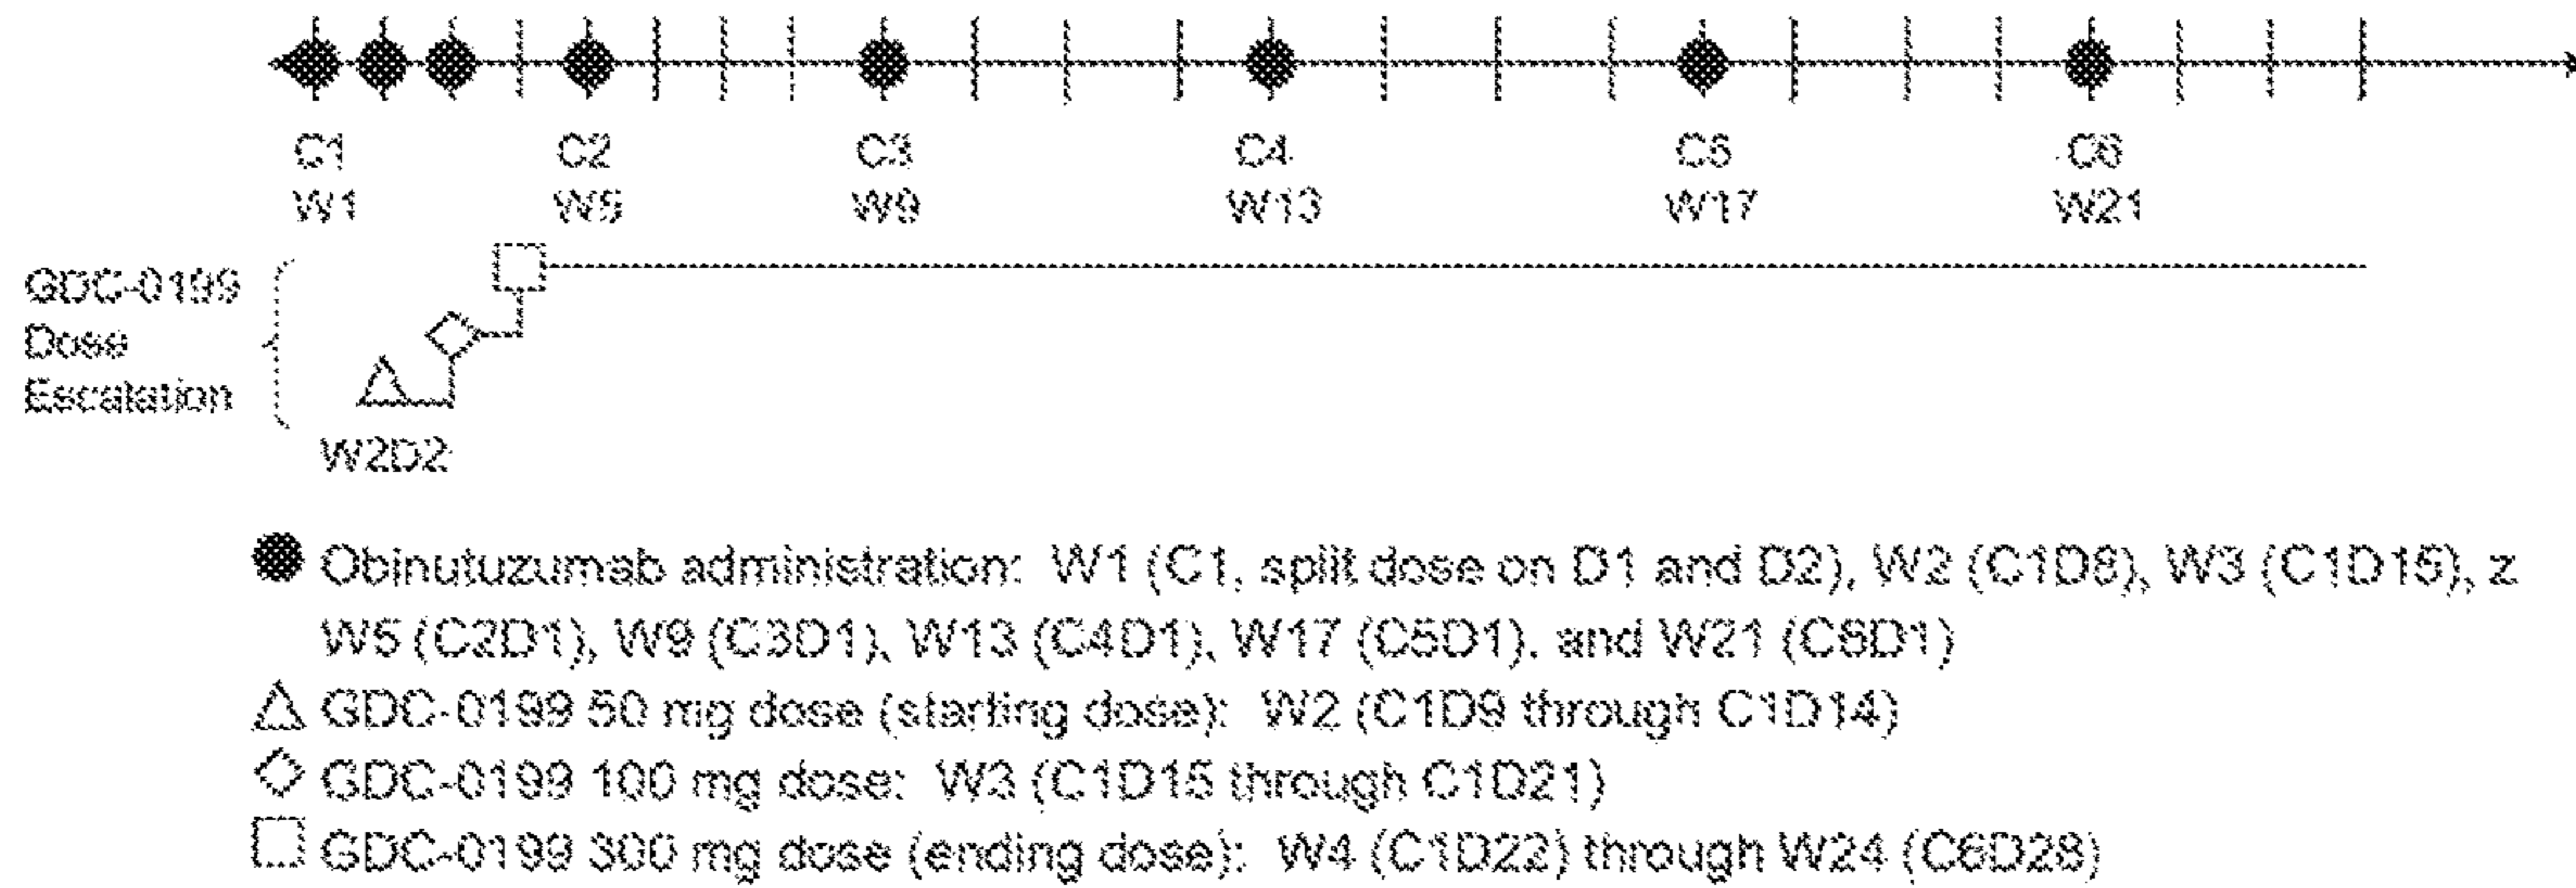 C1 C2 C3 C4 C5 C6
W1 W5 W9 W13 W17 W21
GDC-0199
Dose
Escalation
W2D2
Obinutuzumab administration: W1 (C1, split dose on D1 and D2), W2 (C1D8), W3 (C1D15), z
W5 (C2D1), W9 (C3D1), W13 (C4D1), W17 (C5D1), and W21 (C6D1)
GDC-0199 50 mg dose (starting dose): W2 (C1D9 through C1D14)
GDC-0199 100 mg dose: W3 (C1D15 through C1D21)
GDC-0199 300 mg dose (ending dose): W4 (C1D22) through W24 (C6D28)